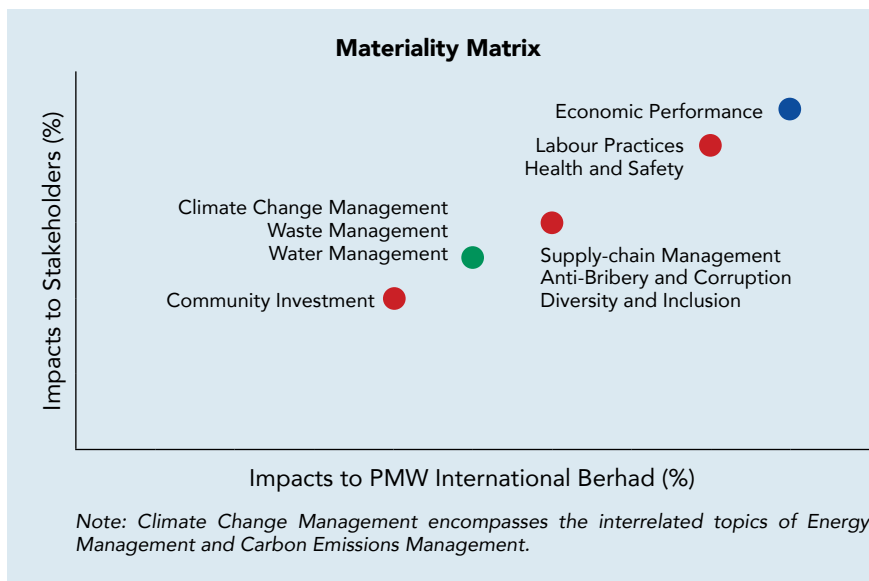 Materiality Matrix
Impacts to Stakeholders (%)
Economic Performance
Labour Practices
Health and Safety
Climate Change Management
Waste Management
Water Management
Supply-chain Management
Anti-Bribery and Corruption
Diversity and Inclusion
Community Investment
Impacts to PMW International Berhad (%)
Note: Climate Change Management encompasses the interrelated topics of Energy
Management and Carbon Emissions Management.